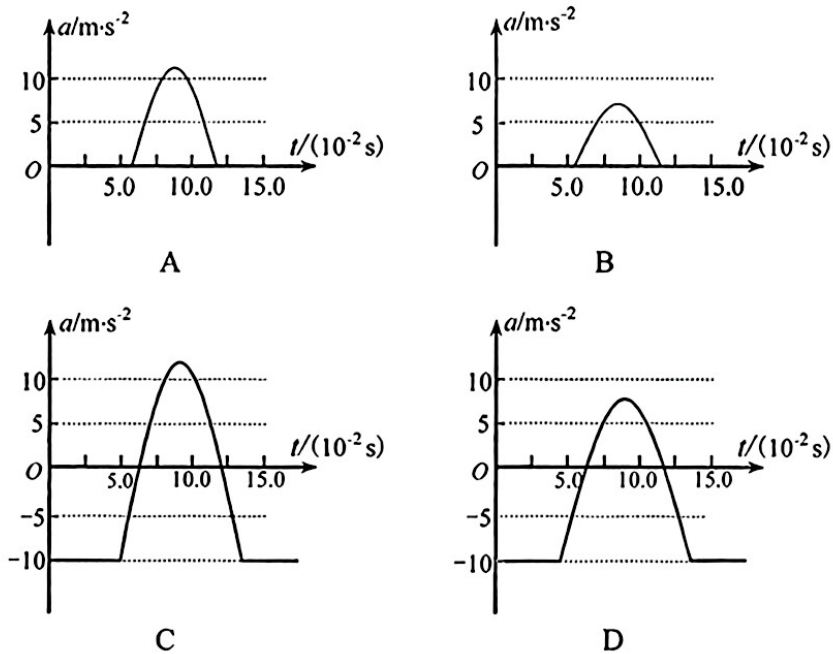 a/m·s⁻²
10
5
O
t/(10⁻² s)
5.0 10.0 15.0
A
a/m·s⁻²
10
5
O
t/(10⁻² s)
5.0 10.0 15.0
B
a/m·s⁻²
10
5
t/(10⁻² s)
O
5.0 10.0 15.0
−5
−10
C
a/m·s⁻²
10
5
t/(10⁻² s)
O
5.0 10.0 15.0
−5
−10
D